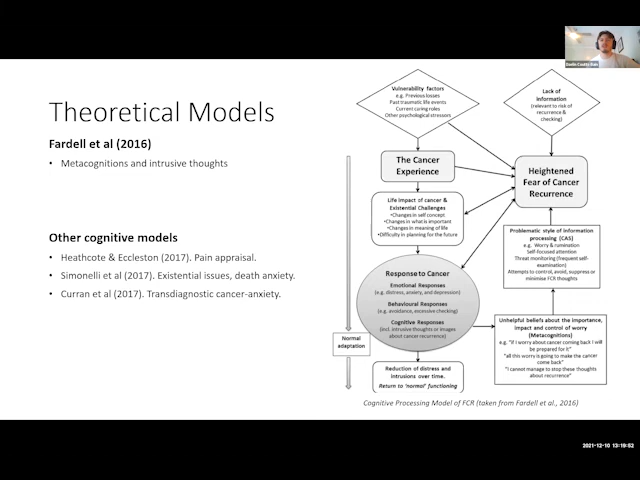 Theoretical Models
Fardell et al (2016)
• Metacognitions and intrusive thoughts
Other cognitive models
• Heathcote & Eccleston (2017). Pain appraisal.
• Simonelli et al (2017). Existential issues, death anxiety.
• Curran et al (2017). Transdiagnostic cancer-anxiety.
Vulnerability factors
e.g. Previous losses
Past traumatic life events
Current caring roles
Other psychological stressors
Lack of
information
(relevant to risk of
recurrence &
checking)
The Cancer
Experience
Heightened
Fear of Cancer
Recurrence
Life impact of cancer &
Existential Challenges
•Changes in self concept
•Changes in what is important
•Changes in meaning of life
•Difficulty in planning for the future
Problematic style of information
processing (CAS)
e.g. Worry & rumination
Self-focused attention
Threat monitoring (frequent self-
examination)
Attempts to control, avoid, suppress or
minimise FCR thoughts
Response to Cancer
Emotional Responses
(e.g. distress, anxiety, and depression)
Behavioural Responses
(e.g. avoidance, excessive checking)
Cognitive Responses
(incl. intrusive thoughts or images
about cancer recurrence)
Normal
adaptation
Unhelpful beliefs about the importance,
impact and control of worry
(Metacognitions)
e.g. "If I worry about cancer coming back I will
be prepared for it"
"all this worry is going to make the cancer
come back"
"I cannot manage to stop these thoughts
about recurrence"
Reduction of distress and
intrusions over time.
Return to 'normal' functioning
Cognitive Processing Model of FCR (taken from Fardell et al., 2016)
2021-12-10 13:19:52